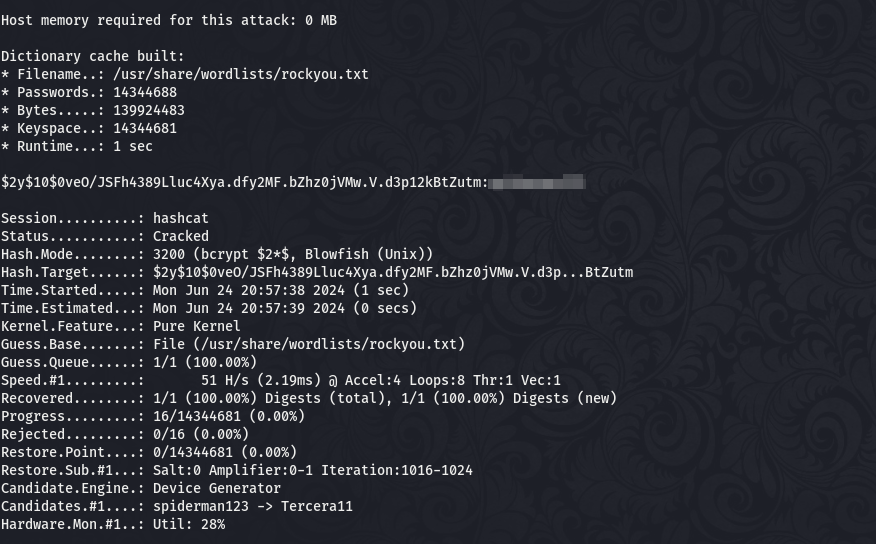 Host memory required for this attack: 0 MB
Dictionary cache built:
* Filename..: /usr/share/wordlists/rockyou.txt
* Passwords.: 14344688
* Bytes.....: 139924483
* Keyspace..: 14344681
* Runtime...: 1 sec
$2y$10$0veO/JSFh4389Lluc4Xya.dfy2MF.bZhz0jVMw.V.d3p12kBtZutm:
Session..........: hashcat
Status...........: Cracked
Hash.Mode........: 3200 (bcrypt $2*$, Blowfish (Unix))
Hash.Target......: $2y$10$0veO/JSFh4389Lluc4Xya.dfy2MF.bZhz0jVMw.V.d3p...BtZutm
Time.Started.....: Mon Jun 24 20:57:38 2024 (1 sec)
Time.Estimated...: Mon Jun 24 20:57:39 2024 (0 secs)
Kernel.Feature...: Pure Kernel
Guess.Base.......: File (/usr/share/wordlists/rockyou.txt)
Guess.Queue......: 1/1 (100.00%)
Speed.#1.........:       51 H/s (2.19ms) @ Accel:4 Loops:8 Thr:1 Vec:1
Recovered........: 1/1 (100.00%) Digests (total), 1/1 (100.00%) Digests (new)
Progress.........: 16/14344681 (0.00%)
Rejected.........: 0/16 (0.00%)
Restore.Point....: 0/14344681 (0.00%)
Restore.Sub.#1...: Salt:0 Amplifier:0-1 Iteration:1016-1024
Candidate.Engine.: Device Generator
Candidates.#1....: spiderman123 -> Tercera11
Hardware.Mon.#1..: Util: 28%